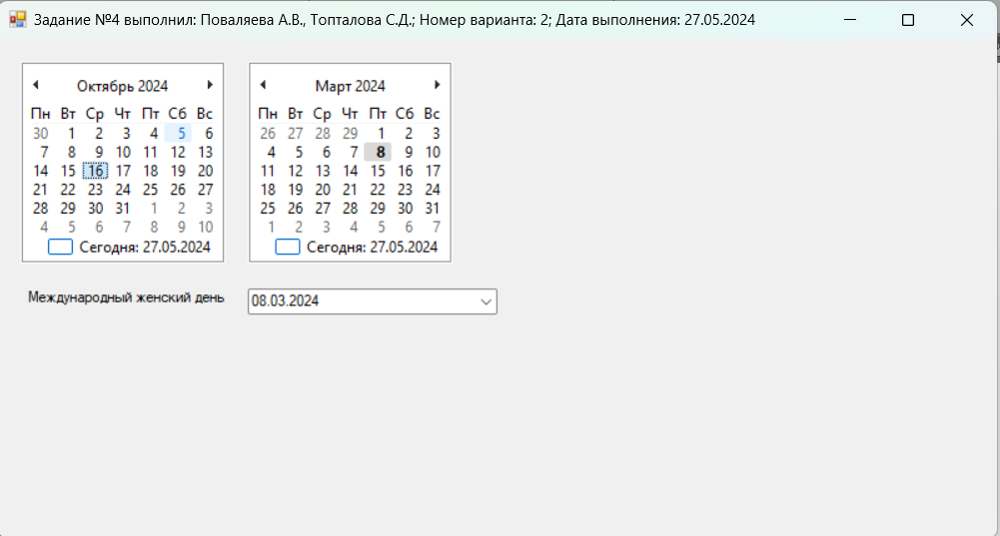 Задание №4 выполнил: Поваляева А.В., Топталова С.Д.; Номер варианта: 2; Дата выполнения: 27.05.2024
Октябрь 2024
Пн Вт Ср Чт Пт Сб Вс
30 1 2 3 4 5 6
7 8 9 10 11 12 13
14 15 16 17 18 19 20
21 22 23 24 25 26 27
28 29 30 31 1 2 3
4 5 6 7 8 9 10
Сегодня: 27.05.2024
Март 2024
Пн Вт Ср Чт Пт Сб Вс
26 27 28 29 1 2 3
4 5 6 7 8 9 10
11 12 13 14 15 16 17
18 19 20 21 22 23 24
25 26 27 28 29 30 31
1 2 3 4 5 6 7
Сегодня: 27.05.2024
Международный женский день
08.03.2024